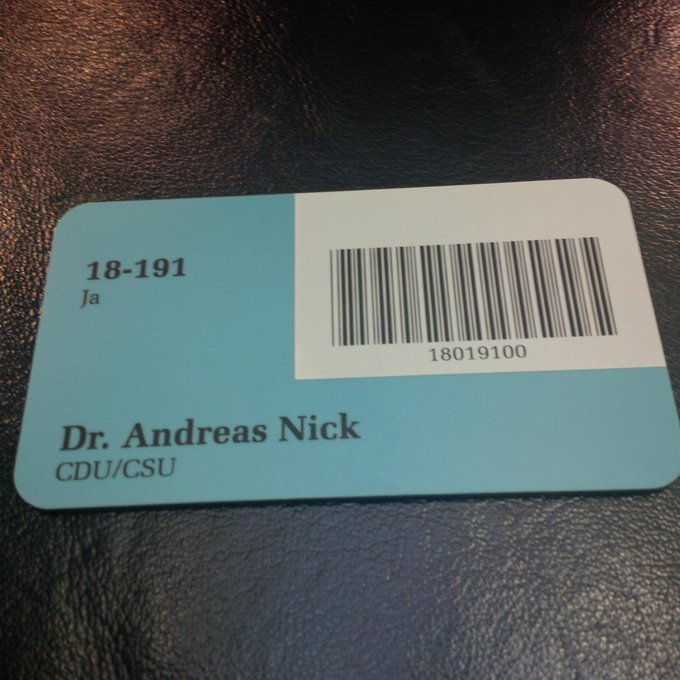 18-191
Ja
18019100
Dr. Andreas Nick
CDU/CSU